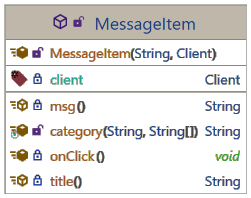 MessageItem
MessageItem(String, Client)
client Client
msg() String
category(String, String[]) String
onClick() void
title() String